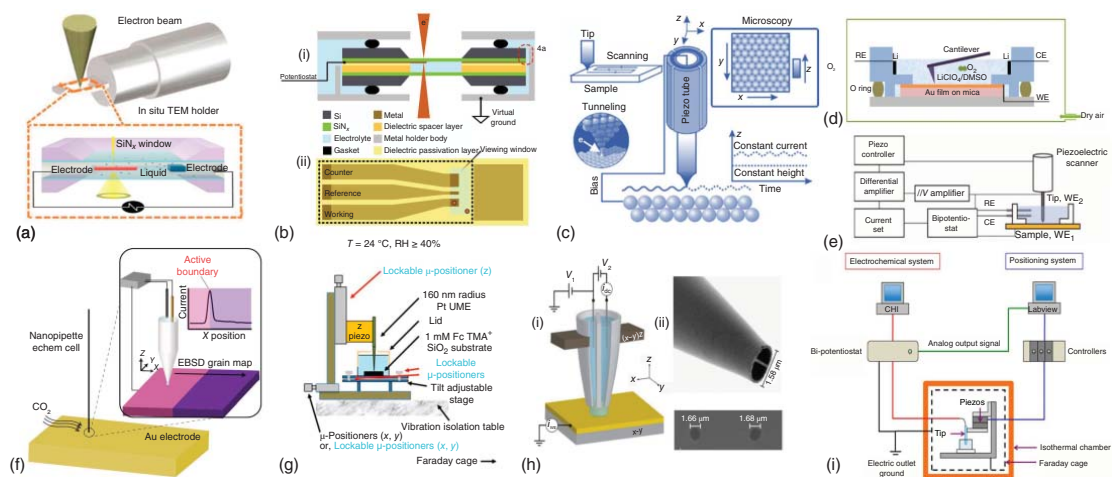 Electron beam
In situ TEM holder
SiNx window
Electrode
Liquid
Electrode
(a)
(i)
e
4a
Potentiostat
Virtual
ground
Si
SiNx
Electrolyte
Gasket
Metal
Dielectric spacer layer
Metal holder body
Dielectric passivation layer
Viewing window
(ii)
Counter
Reference
Working
(b)
T = 24 °C, RH ≥ 40%
Tip
Scanning
Sample
Tunneling
Bias
Piezo tube
z
x
y
Microscopy
y
z
x
z
Constant current
Constant height
Time
(c)
O2
RE
Li
Cantilever
Li
CE
O2
LiClO4/DMSO
O ring
Au film on mica
WE
Dry air
(d)
Piezo
controller
Differential
amplifier
Current
set
I/V amplifier
Bipotentio-
stat
RE
CE
Piezoelectric
scanner
Tip, WE2
Sample, WE1
(e)
Active
boundary
Current
X position
Nanopipette
echem cell
Z
Y
X
EBSD grain map
CO2
Au electrode
(f)
Lockable μ-positioner (z)
z
piezo
160 nm radius
Pt UME
Lid
1 mM Fc TMA+
SiO2 substrate
Lockable
μ-positioners
Tilt adjustable
stage
Vibration isolation table
μ-Positioners (x, y)
or, Lockable μ-positioners (x, y)
Faraday cage
(g)
V2
V1
(i)
(x–y)z
z
x
y
x–y
(ii)
1.58 μm
1.66 μm
1.68 μm
(h)
Electrochemical system
Positioning system
CHI
Labview
Analog output signal
Bi-potentiostat
Controllers
Piezos
Tip
Electric outlet
ground
Isothermal chamber
Faraday cage
(i)